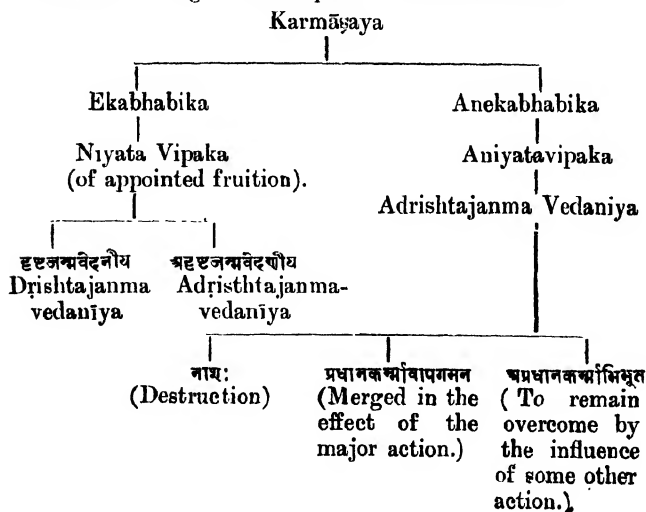 Karmāṣaya
Ekabhabika Anekabhabika
Nıyata Vipaka Aniyatavipaka
(of appointed fruition).
Adrishtajanma Vedaniya
दृष्टजन्मवेदनीय अदृष्टजन्मवेदणीय
Dṛishtajanma Adristhtajanma-
vedanīya vedanīya
नाशः प्रधानकर्म्मावापगमन अप्रधानकर्म्माभिभूत
(Destruction) (Merged in the ( To remain
effect of the overcome by
major action.) the influence
of some other
action.)